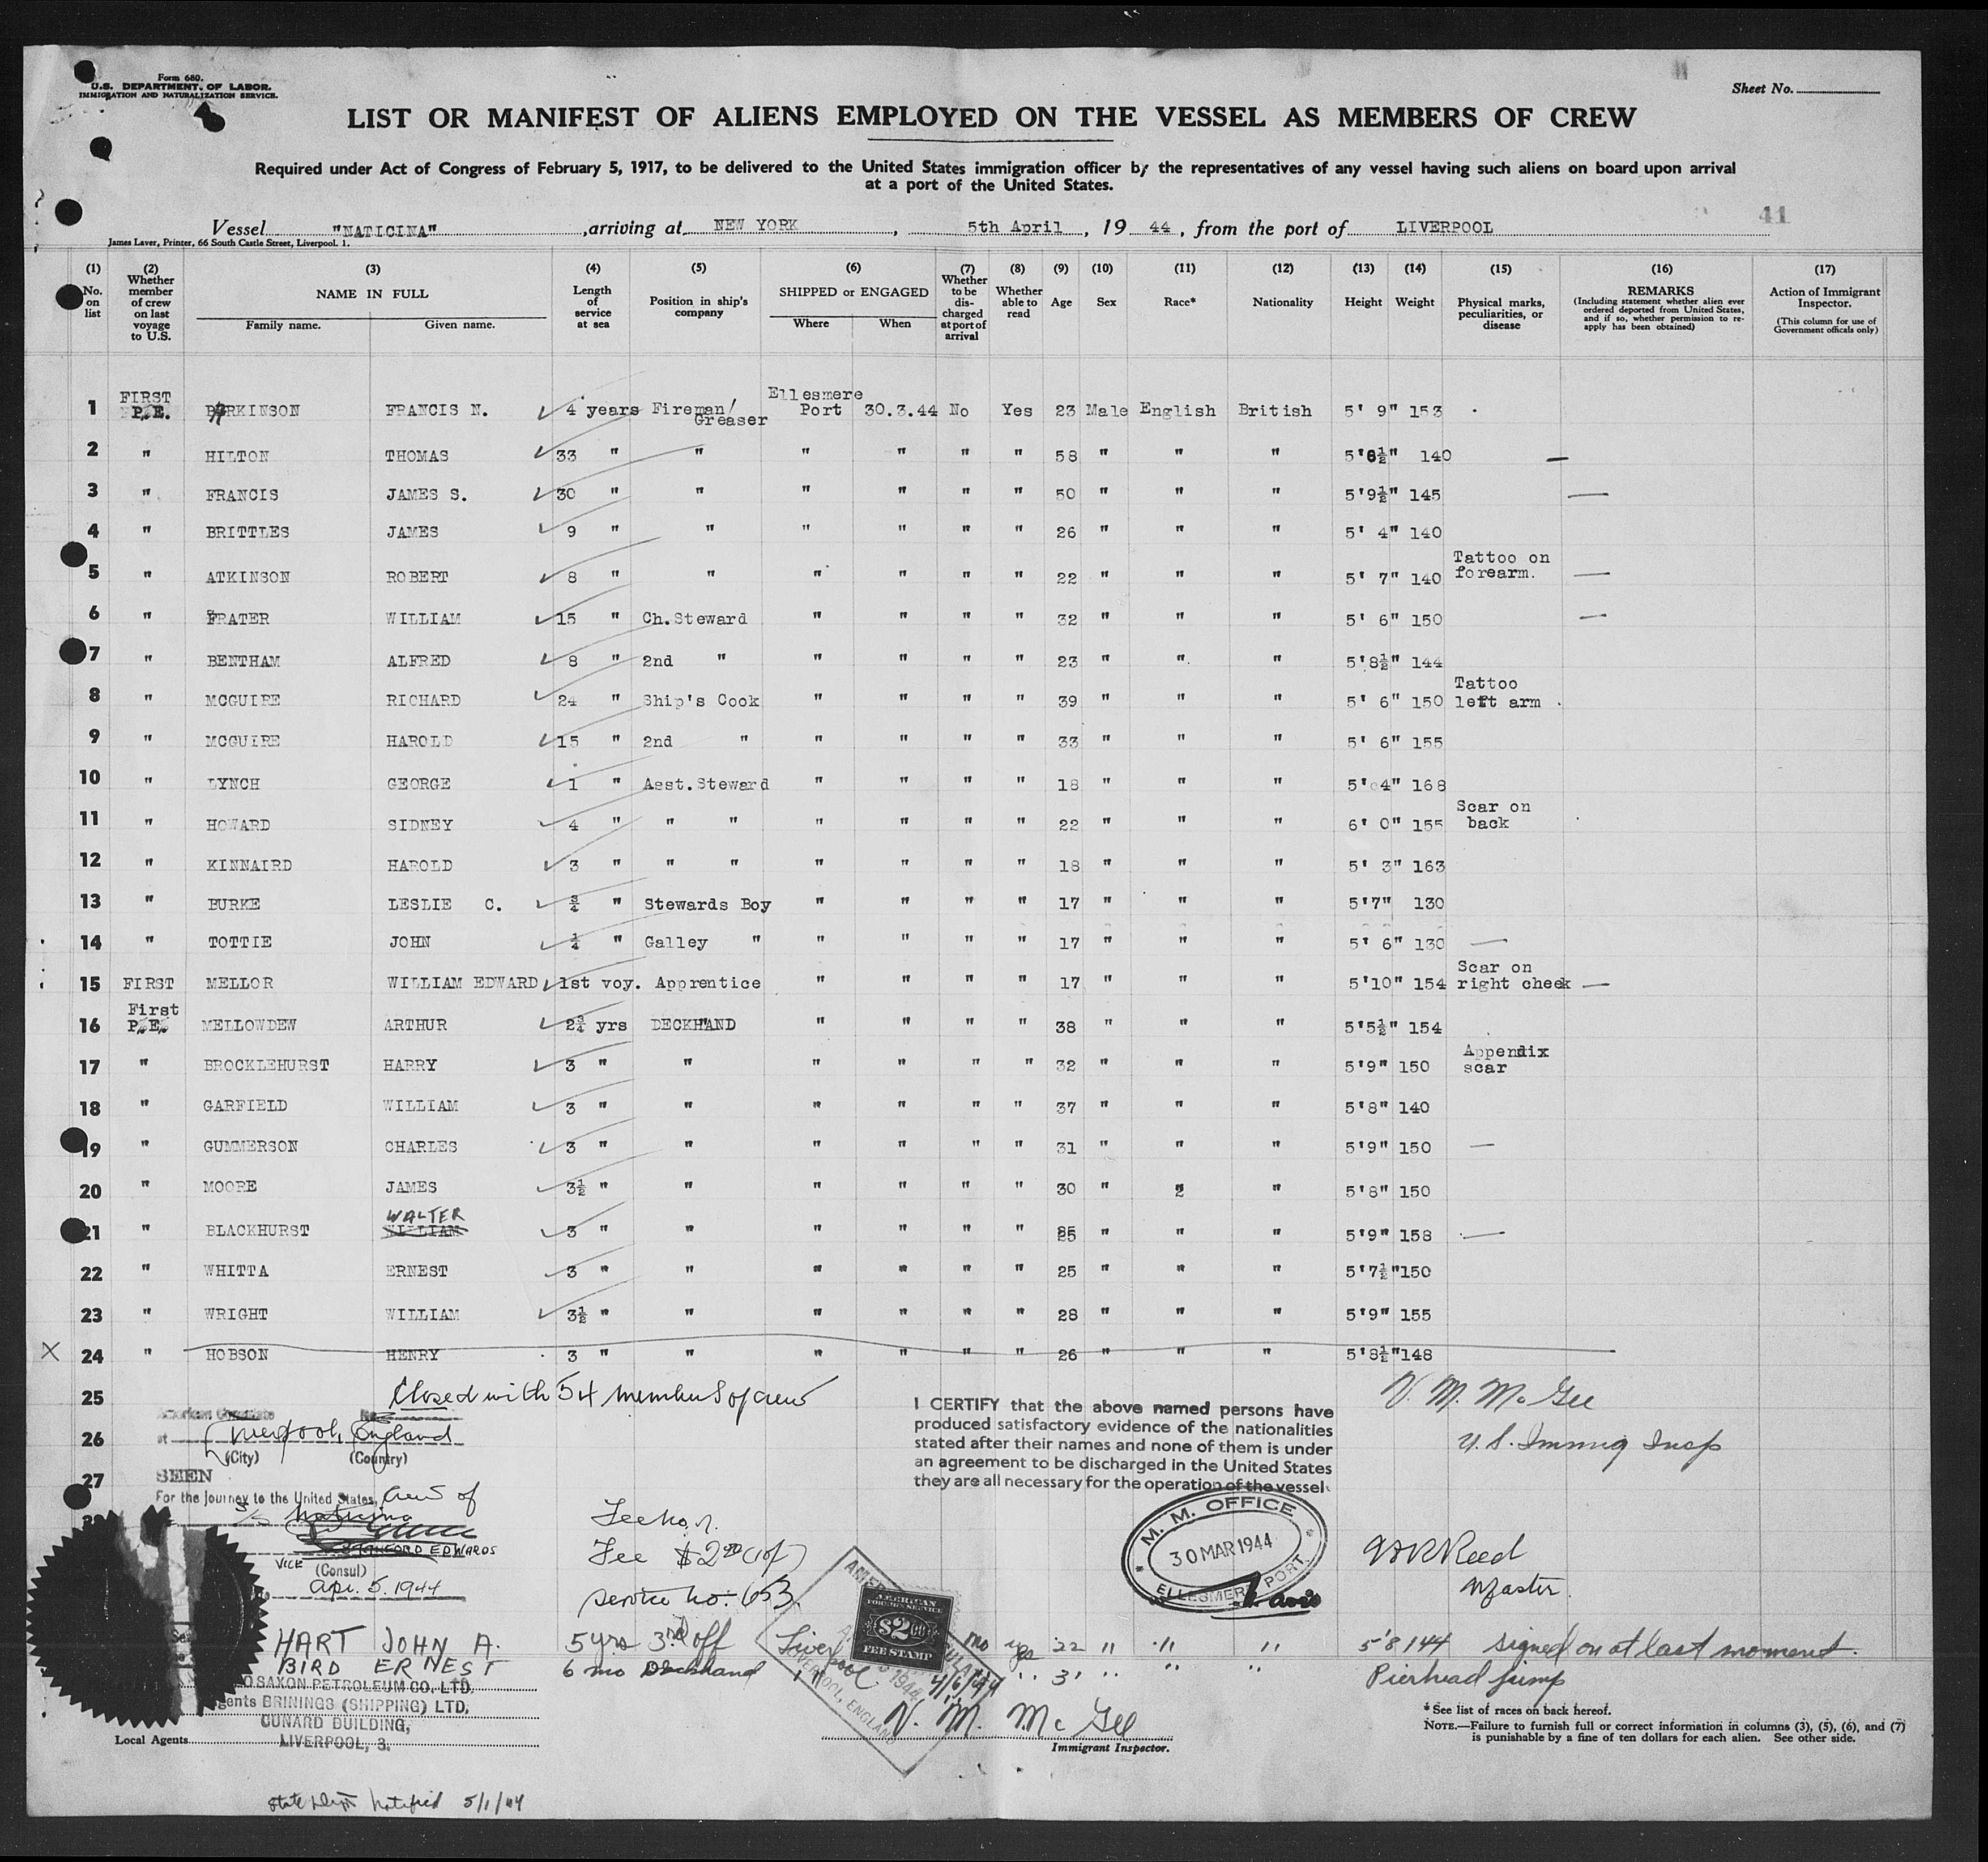 Form 680.
U.S. DEPARTMENT OF LABOR.
IMMIGRATION AND NATURALIZATION SERVICE.
Sheet No.
LIST OR MANIFEST OF ALIENS EMPLOYED ON THE VESSEL AS MEMBERS OF CREW
Required under Act of Congress of February 5, 1917, to be delivered to the United States immigration officer by the representatives of any vessel having such aliens on board upon arrival
at a port of the United States.
41
Vessel "NATICINA" , arriving at NEW YORK , 5th April , 19 44 , from the port of LIVERPOOL
James Laver, Printer, 66 South Castle Street, Liverpool. 1.
(1) No. on list
(2) Whether member of crew on last voyage to U.S.
(3) NAME IN FULL Family name. Given name.
(4) Length of service at sea
(5) Position in ship's company
(6) SHIPPED or ENGAGED Where When
(7) Whether to be dis-charged at port of arrival
(8) Whether able to read
(9) Age
(10) Sex
(11) Race*
(12) Nationality
(13) Height
(14) Weight
(15) Physical marks, peculiarities, or disease
(16) REMARKS (Including statement whether alien ever ordered deported from United States, and if so, whether permission to re-apply has been obtained)
(17) Action of Immigrant Inspector. (This column for use of Government officals only)
1 FIRST P.E. PARKINSON FRANCIS N. 4 years Fireman/ Greaser Ellesmere Port 30.3.44 No Yes 23 Male English British 5' 9" 153
2 " HILTON THOMAS 33 " " " " " " 58 " " " 5'8½" 140 —
3 " FRANCIS JAMES S. 30 " " " " " " 50 " " " 5'9½" 145 —
4 " BRITTLES JAMES 9 " " " " " " 26 " " " 5' 4" 140
5 " ATKINSON ROBERT 8 " " " " " " 22 " " " 5' 7" 140 Tattoo on forearm. —
6 " FRATER WILLIAM 15 " Ch.Steward " " " " 32 " " " 5' 6" 150 —
7 " BENTHAM ALFRED 8 " 2nd " " " " " 23 " " " 5'8½" 144
8 " MCGUIRE RICHARD 24 " Ship's Cook " " " " 39 " " " 5' 6" 150 Tattoo left arm .
9 " MCGUIRE HAROLD 15 " 2nd " " " " " 33 " " " 5' 6" 155
10 " LYNCH GEORGE 1 " Asst.Steward " " " " 18 " " " 5' 4" 168
11 " HOWARD SIDNEY 4 " " " " " " " 22 " " " 6' 0" 155 Scar on back
12 " KINNAIRD HAROLD 3 " " " " " " " 18 " " " 5' 3" 163
13 " BURKE LESLIE C. ¾ " Stewards Boy " " " " 17 " " " 5'7" 130
14 " TOTTIE JOHN ¼ " Galley " " " " " 17 " " " 5' 6" 130 —
15 FIRST MELLOR WILLIAM EDWARD 1st voy. Apprentice " " " " 17 " " " 5'10" 154 Scar on right cheek —
16 First P.E. MELLOWDEW ARTHUR 2¾ yrs DECKHAND " " " " 38 " " " 5'5½" 154
17 " BROCKLEHURST HARRY 3 " " " " " " 32 " " " 5'9" 150 Appendix scar
18 " GARFIELD WILLIAM 3 " " " " " " 37 " " " 5'8" 140
19 " GUMMERSON CHARLES 3 " " " " " " 31 " " " 5'9" 150 —
20 " MOORE JAMES 3½ " " " " " " 30 " " " 5'8" 150
21 " BLACKHURST WALTER WILLIAM 3 " " " " " " " " " 5'9" 158 —
22 " WHITTA ERNEST 3 " " " " " " 25 " " " 5'7½" 150
23 " WRIGHT WILLIAM 3½ " " " " " " 28 " " " 5'9" 155
X 24 " HOBSON HENRY 3 " " " " " " 26 " " " 5'8½" 148
25 Closed with 54 members of crew
26
27
American Consulate
at Liverpool, England
(City) (Country)
SEEN
For the Journey to the United States, Crew of
S/S Naticina
EDWARDS
VICE (Consul)
Apr. 5. 1944
Fee No.
Fee $2.00
Service No. 653
I CERTIFY that the above named persons have
produced satisfactory evidence of the nationalities
stated after their names and none of them is under
an agreement to be discharged in the United States
they are all necessary for the operation of the vessel
M. M. OFFICE
30 MAR 1944
ELLESMERE PORT
V. M. McGee
U. S. Immig Insp
Reed
Master
AMERICAN
FOREIGN SERVICE
$2.00
FEE STAMP
LIVERPOOL, ENGLAND
HART JOHN A. 5 yrs 3rd off Liverpool no yes 22 " " " 5'8 144 signed on at last moment.
BIRD ERNEST 6 mo Deckhand " 4/6/44 " " " " Pierhead jump
SAXON PETROLEUM CO. LTD.
BRININGS (SHIPPING) LTD,
CUNARD BUILDING,
LIVERPOOL, 3.
Local Agents
V. M. McGee
Immigrant Inspector.
* See list of races on back hereof.
NOTE.—Failure to furnish full or correct information in columns (3), (5), (6), and (7)
is punishable by a fine of ten dollars for each alien. See other side.
State Dept Notified 5/1/44